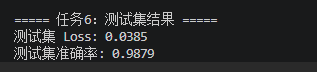 ===== 任务6：测试集结果 =====
测试集 Loss: 0.0385
测试集准确率: 0.9879